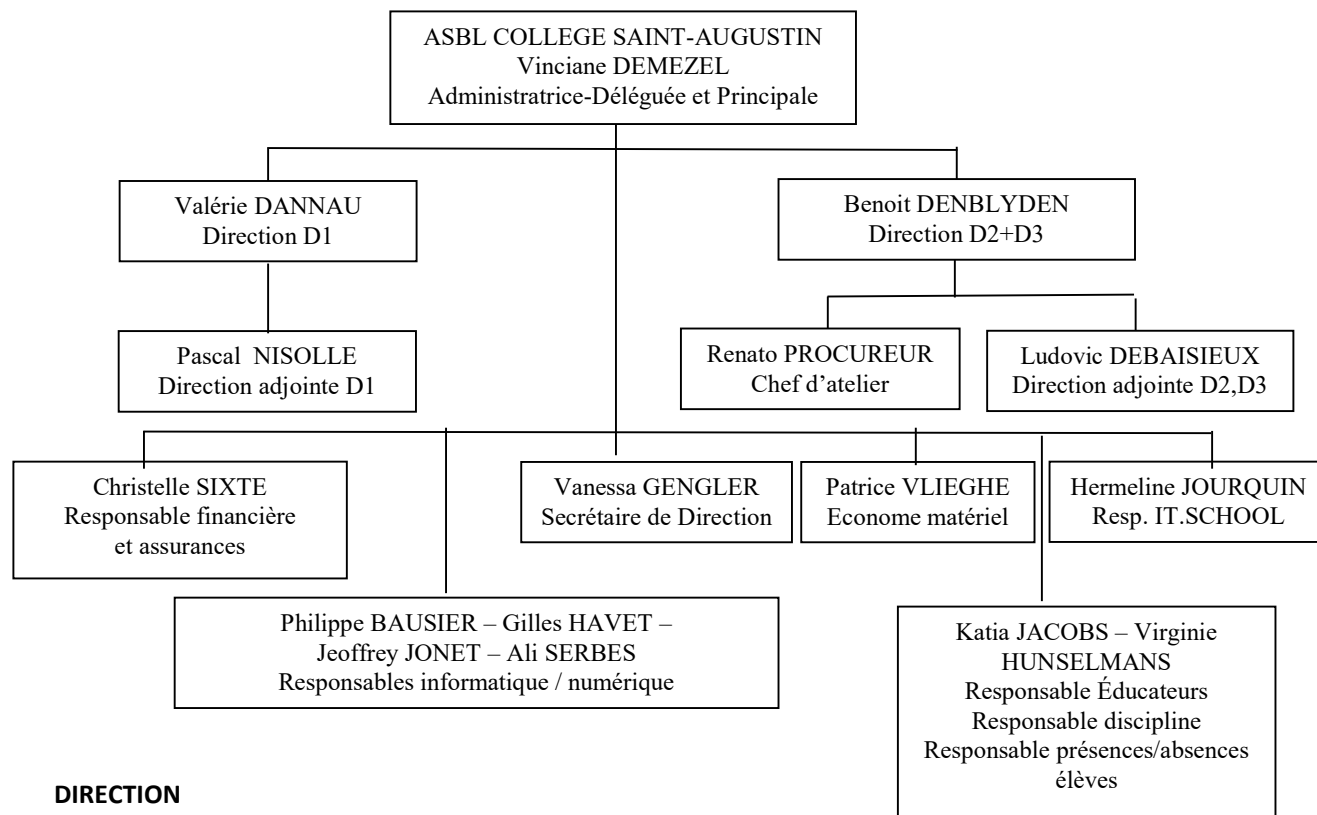 ASBL COLLEGE SAINT-AUGUSTIN
Vinciane DEMEZEL
Administratrice-Déléguée et Principale
Valérie DANNAU
Direction D1
Benoit DENBLYDEN
Direction D2+D3
Pascal NISOLLE
Direction adjointe D1
Renato PROCUREUR
Chef d’atelier
Ludovic DEBAISIEUX
Direction adjointe D2,D3
Christelle SIXTE
Responsable financière
et assurances
Vanessa GENGLER
Secrétaire de Direction
Patrice VLIEGHE
Econome matériel
Hermeline JOURQUIN
Resp. IT.SCHOOL
Philippe BAUSIER – Gilles HAVET –
Jeoffrey JONET – Ali SERBES
Responsables informatique / numérique
Katia JACOBS – Virginie
HUNSELMANS
Responsable Éducateurs
Responsable discipline
Responsable présences/absences
élèves
DIRECTION